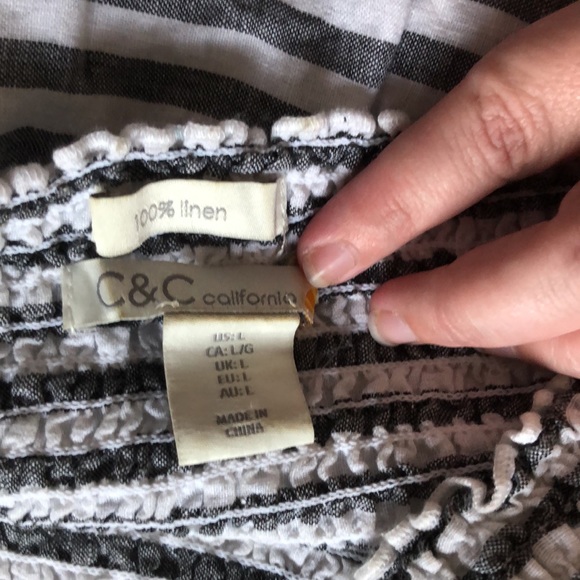 100% linen
C&C california
US: L
CA: L/G
UK: L
EU: L
AU: L
MADE IN
CHINA